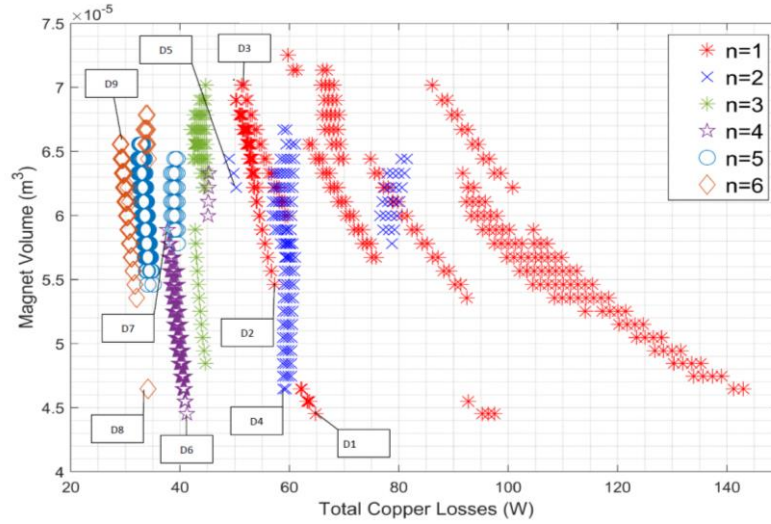 7.5 ×10⁻⁵
7
6.5
6
5.5
5
4.5
4
Magnet Volume (m³)
20 40 60 80 100 120 140
Total Copper Losses (W)
D5
D3
D9
D7
D2
D8
D6
D4
D1
n=1
n=2
n=3
n=4
n=5
n=6